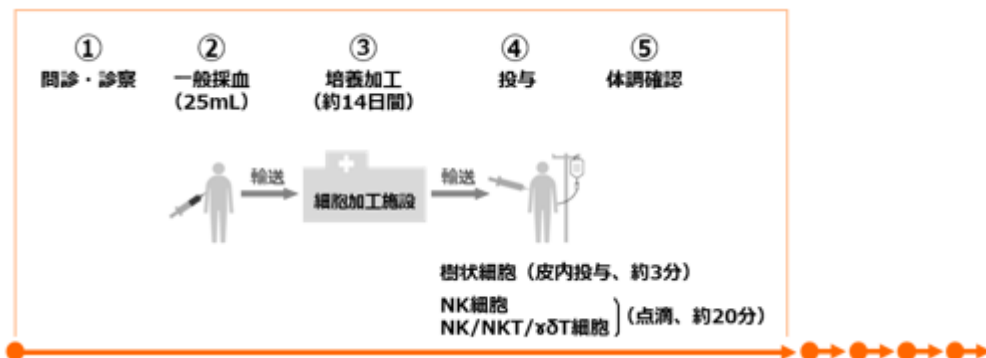 ①
問診・診察
②
一般採血
（25mL）
③
培養加工
（約14日間）
④
投与
⑤
体調確認
輸送
細胞加工施設
輸送
樹状細胞（皮内投与、約3分）
NK細胞
NK/NKT/γδT細胞
（点滴、約20分）